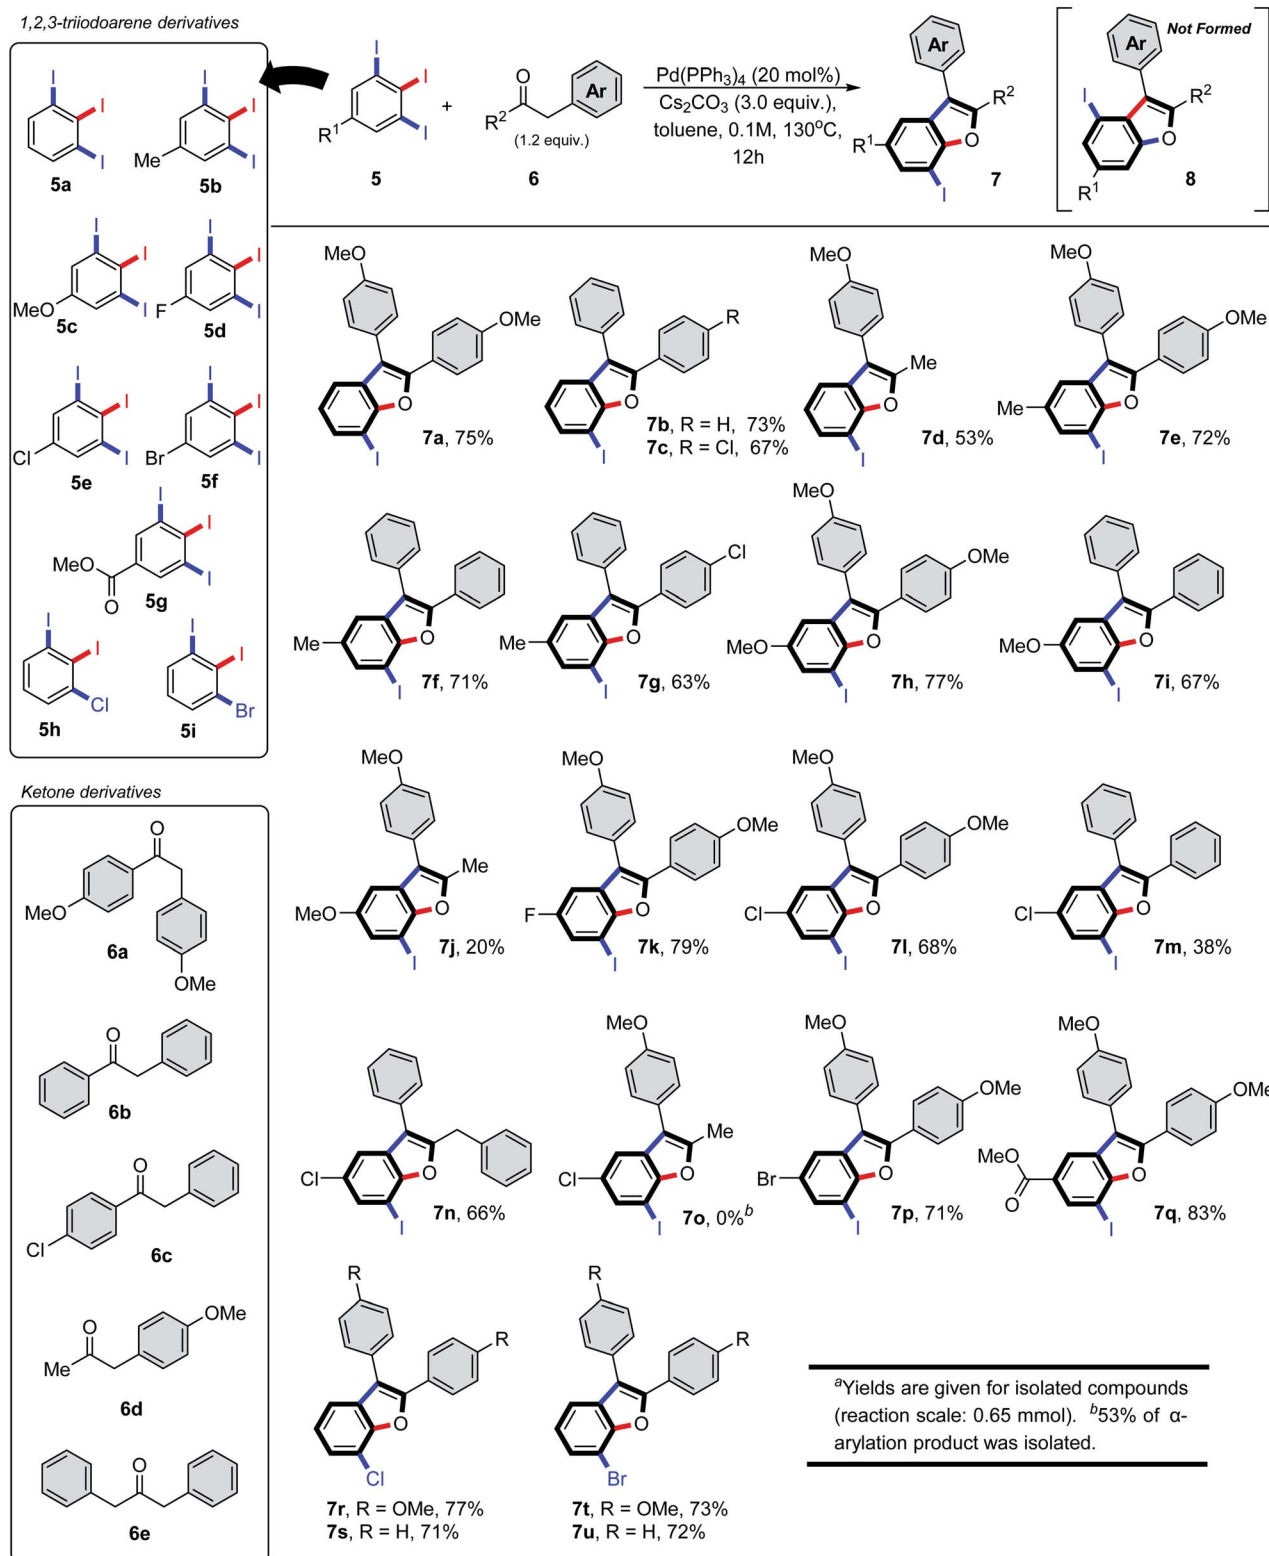 1,2,3-triiodoarene derivatives
I
I
I
5a
I
I
Me
I
5b
I
I
MeO
I
5c
I
I
F
I
5d
I
I
Cl
I
5e
I
I
Br
I
5f
I
I
MeO
I
O
5g
I
I
Cl
5h
I
I
Br
5i
I
I
R1
I
5
+
O
Ar
R2
(1.2 equiv.)
6
Pd(PPh3)4 (20 mol%)
Cs2CO3 (3.0 equiv.),
toluene, 0.1M, 130oC,
12h
Ar
R2
O
R1
I
7
Ar
Not Formed
I
R2
O
R1
8
MeO
OMe
O
I
7a, 75%
R
O
I
7b, R = H, 73%
7c, R = Cl, 67%
MeO
Me
O
I
7d, 53%
MeO
OMe
Me
O
I
7e, 72%
Me
O
I
7f, 71%
Cl
Me
O
I
7g, 63%
MeO
OMe
MeO
O
I
7h, 77%
MeO
O
I
7i, 67%
MeO
Me
MeO
O
I
7j, 20%
MeO
OMe
F
O
I
7k, 79%
MeO
OMe
Cl
O
I
7l, 68%
Cl
O
I
7m, 38%
Cl
O
I
7n, 66%
MeO
Me
Cl
O
I
7o, 0%b
MeO
OMe
Br
O
I
7p, 71%
MeO
OMe
MeO
O
O
I
7q, 83%
R
R
O
Cl
7r, R = OMe, 77%
7s, R = H, 71%
R
R
O
Br
7t, R = OMe, 73%
7u, R = H, 72%
aYields are given for isolated compounds
(reaction scale: 0.65 mmol). b53% of α-
arylation product was isolated.
Ketone derivatives
O
MeO
OMe
6a
O
6b
O
Cl
6c
O
OMe
Me
6d
O
6e